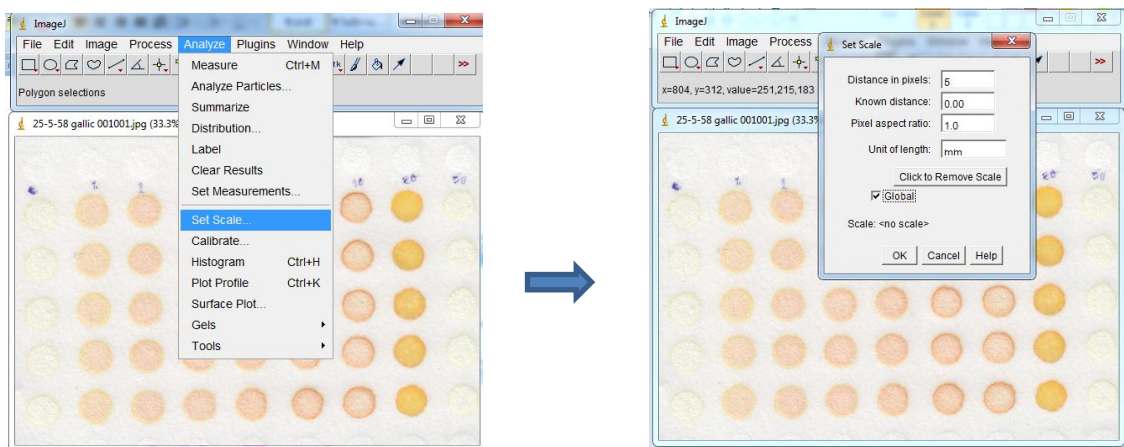 ImageJ
File Edit Image Process Analyze Plugins Window Help
Polygon selections
>>
25-5-58 gallic 001001.jpg (33.3%
Measure Ctrl+M
Analyze Particles...
Summarize
Distribution...
Label
Clear Results
Set Measurements...
Set Scale...
Calibrate...
Histogram Ctrl+H
Plot Profile Ctrl+K
Surface Plot...
Gels
Tools
ImageJ
File Edit Image Process
x=804, y=312, value=251,215,183
>>
25-5-58 gallic 001001.jpg (33.3%
Set Scale
Distance in pixels: 5
Known distance: 0.00
Pixel aspect ratio: 1.0
Unit of length: mm
Click to Remove Scale
Global
Scale: <no scale>
OK Cancel Help